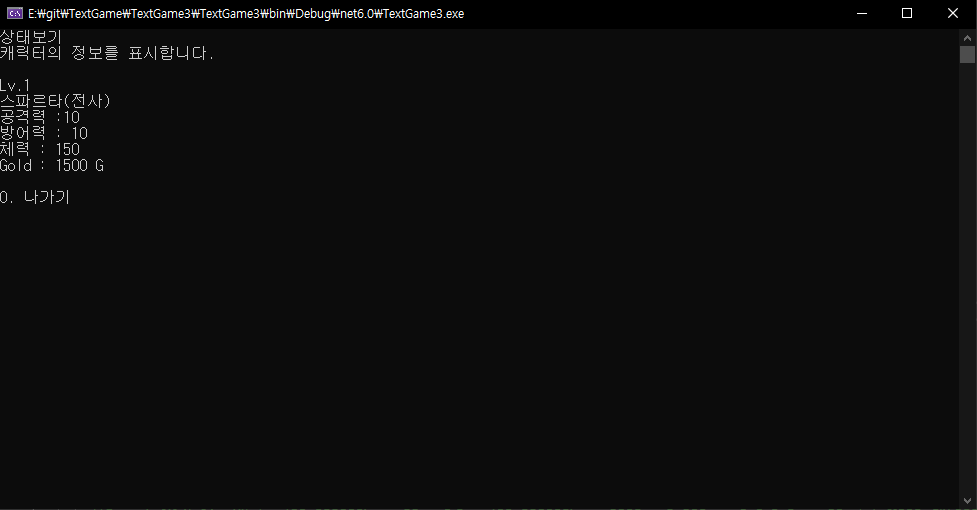 E:\git\TextGame\TextGame3\TextGame3\bin\Debug\net6.0\TextGame3.exe
상태보기
캐릭터의 정보를 표시합니다.
Lv.1
스파르타(전사)
공격력 :10
방어력 : 10
체력 : 150
Gold : 1500 G
0. 나가기